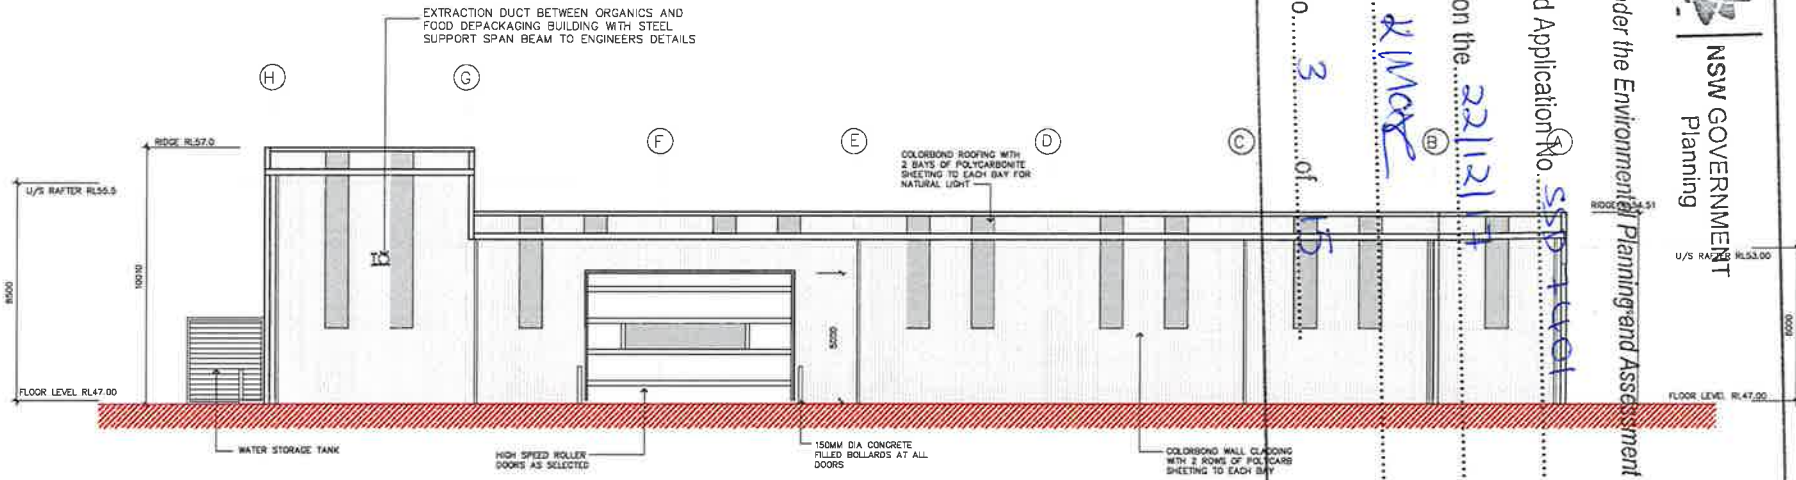 EXTRACTION DUCT BETWEEN ORGANICS AND
FOOD DEPACKAGING BUILDING WITH STEEL
SUPPORT SPAN BEAM TO ENGINEERS DETAILS
H
G
F
E
D
C
B
RIDGE RL57.0
U/S RAFTER RL55.5
8500
10010
FLOOR LEVEL RL47.00
COLORBOND ROOFING WITH
2 BAYS OF POLYCARBONITE
SHEETING TO EACH BAY FOR
NATURAL LIGHT
5000
RIDGE
4.51
U/S RAFTER RL53.00
6000
FLOOR LEVEL RL47.00
WATER STORAGE TANK
HIGH SPEED ROLLER
DOORS AS SELECTED
150MM DIA CONCRETE
FILLED BOLLARDS AT ALL
DOORS
COLORBOND WALL CLADDING
WITH 2 ROWS OF POLYCARB
SHEETING TO EACH BAY
NSW GOVERNMENT
Planning
nder the Environmental Planning and Assessment
d Application No. SSD 7401
on the 22/12/17
o. 3 of 15